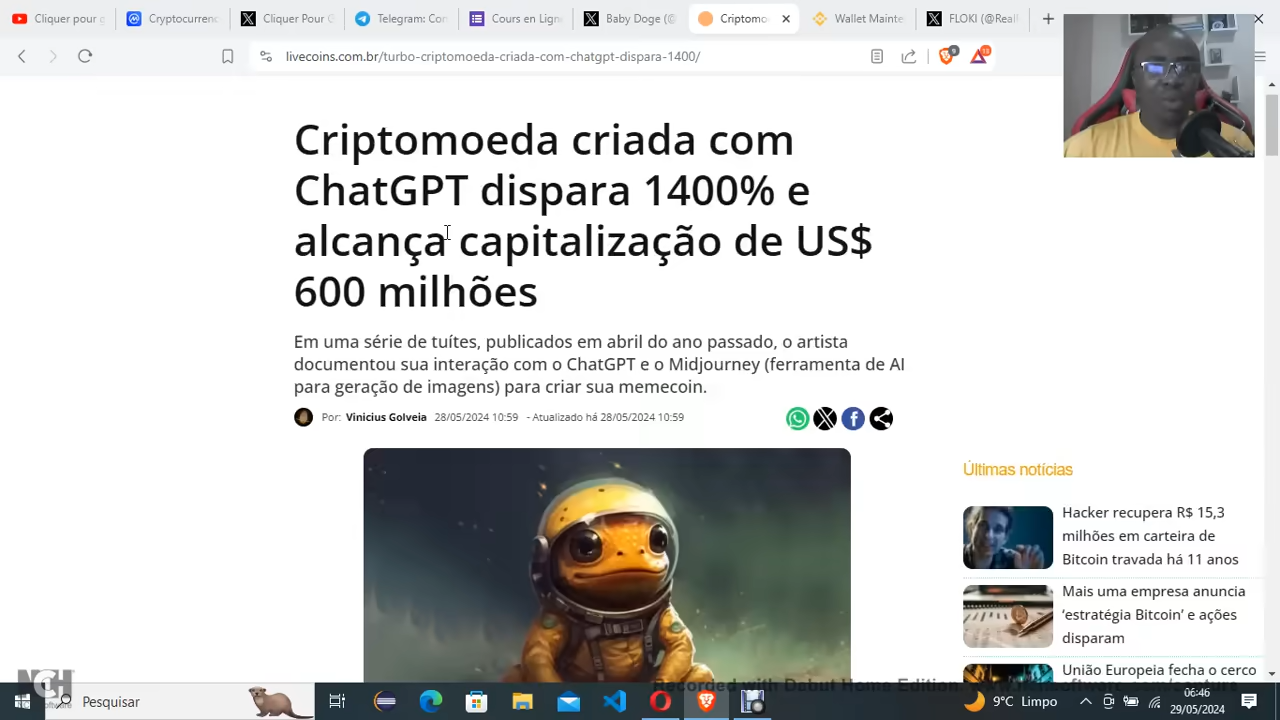 Cliquer pour g
Cryptocurrenc
Cliquer Pour G
Telegram: Con
Cours en Lign
Baby Doge (@
Criptomo
Wallet Mainte
FLOKI (@Reall
livecoins.com.br/turbo-criptomoeda-criada-com-chatgpt-dispara-1400/
Criptomoeda criada com
ChatGPT dispara 1400% e
alcança capitalização de US$
600 milhões
Em uma série de tuítes, publicados em abril do ano passado, o artista
documentou sua interação com o ChatGPT e o Midjourney (ferramenta de AI
para geração de imagens) para criar sua memecoin.
Por: Vinicius Golveia 28/05/2024 10:59 - Atualizado há 28/05/2024 10:59
Últimas notícias
Hacker recupera R$ 15,3
milhões em carteira de
Bitcoin travada há 11 anos
Mais uma empresa anuncia
‘estratégia Bitcoin’ e ações
disparam
União Europeia fecha o cerco
NCH
Recorded with Debut Home Edition
Pesquisar
9°C Limpo
06:46
29/05/2024